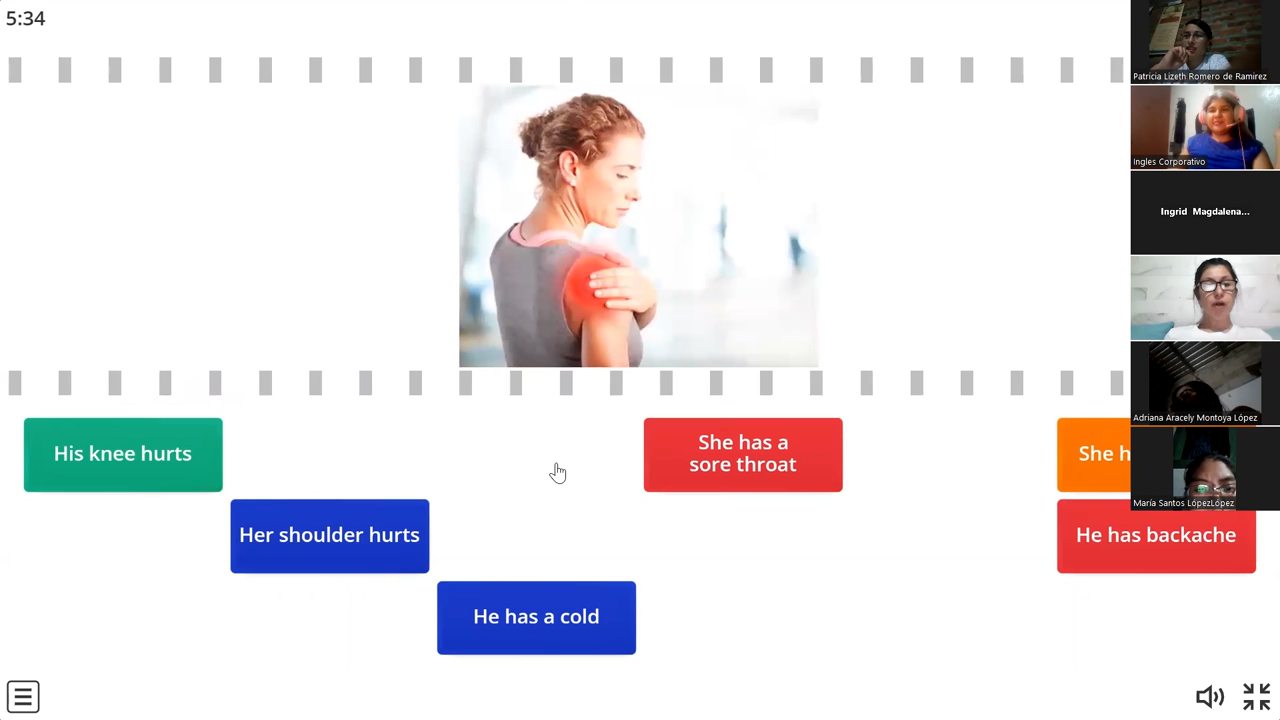 5:34
Patricia Lizeth Romero de Ramirez
Ingles Corporativo
Ingrid Magdalena...
Adriana Aracely Montoya López
María Santos LópezLópez
His knee hurts
She has a
sore throat
She h
Her shoulder hurts
He has backache
He has a cold